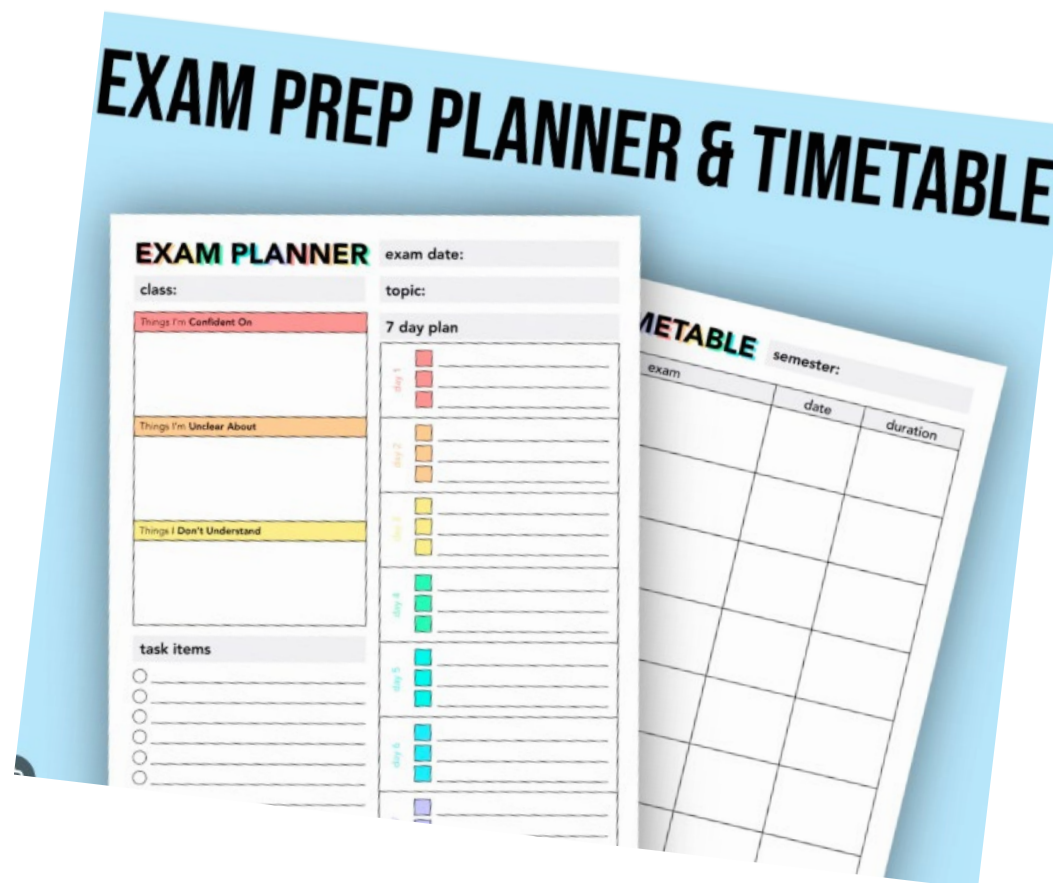 EXAM PREP PLANNER & TIMETABLE
EXAM PLANNER
exam date:
class:
topic:
Things I'm Confident On
Things I'm Unclear About
Things I Don't Understand
task items
7 day plan
day 1
day 2
day 3
day 4
day 5
day 6
METABLE
semester:
exam
date
duration